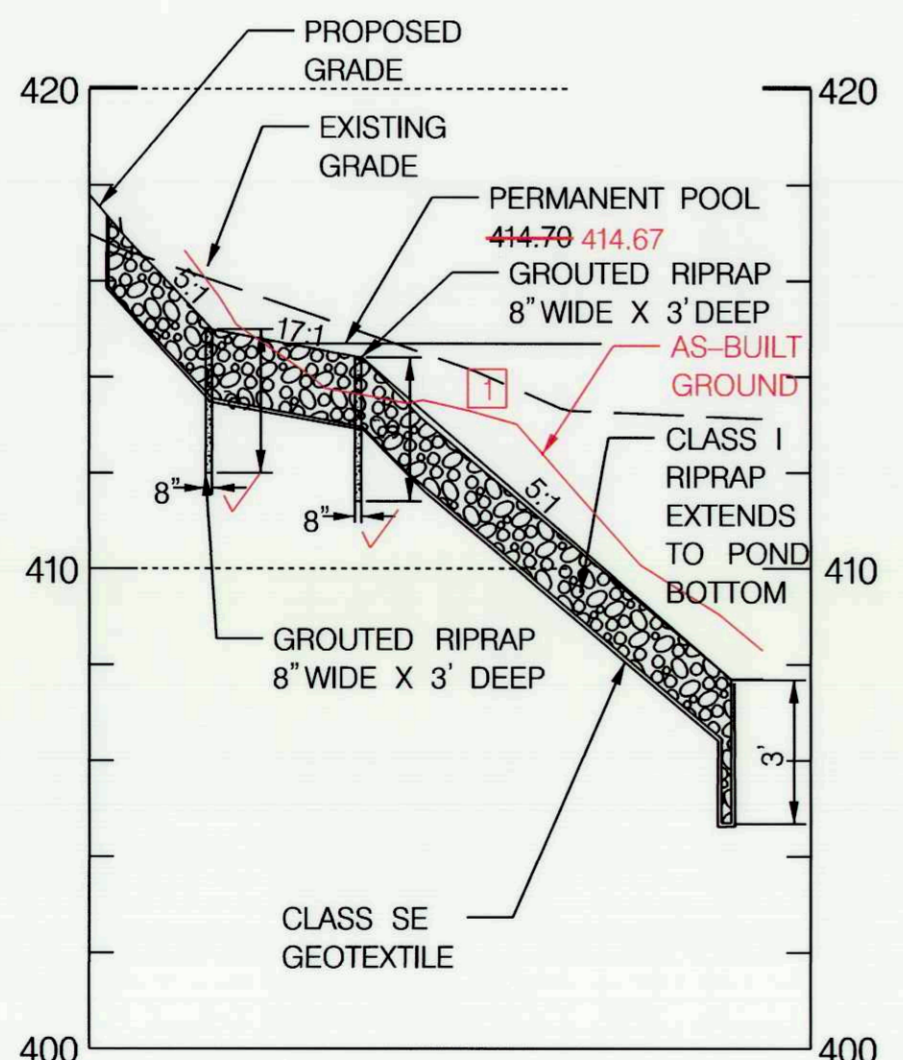 PROPOSED
GRADE
420
420
EXISTING
GRADE
PERMANENT POOL
414.70 414.67
GROUTED RIPRAP
8" WIDE X 3' DEEP
5:1
17:1
AS-BUILT
GROUND
1
CLASS I
RIPRAP
EXTENDS
TO POND
BOTTOM
5:1
8"
8"
410
410
GROUTED RIPRAP
8" WIDE X 3' DEEP
3'
CLASS SE
GEOTEXTILE
400
400